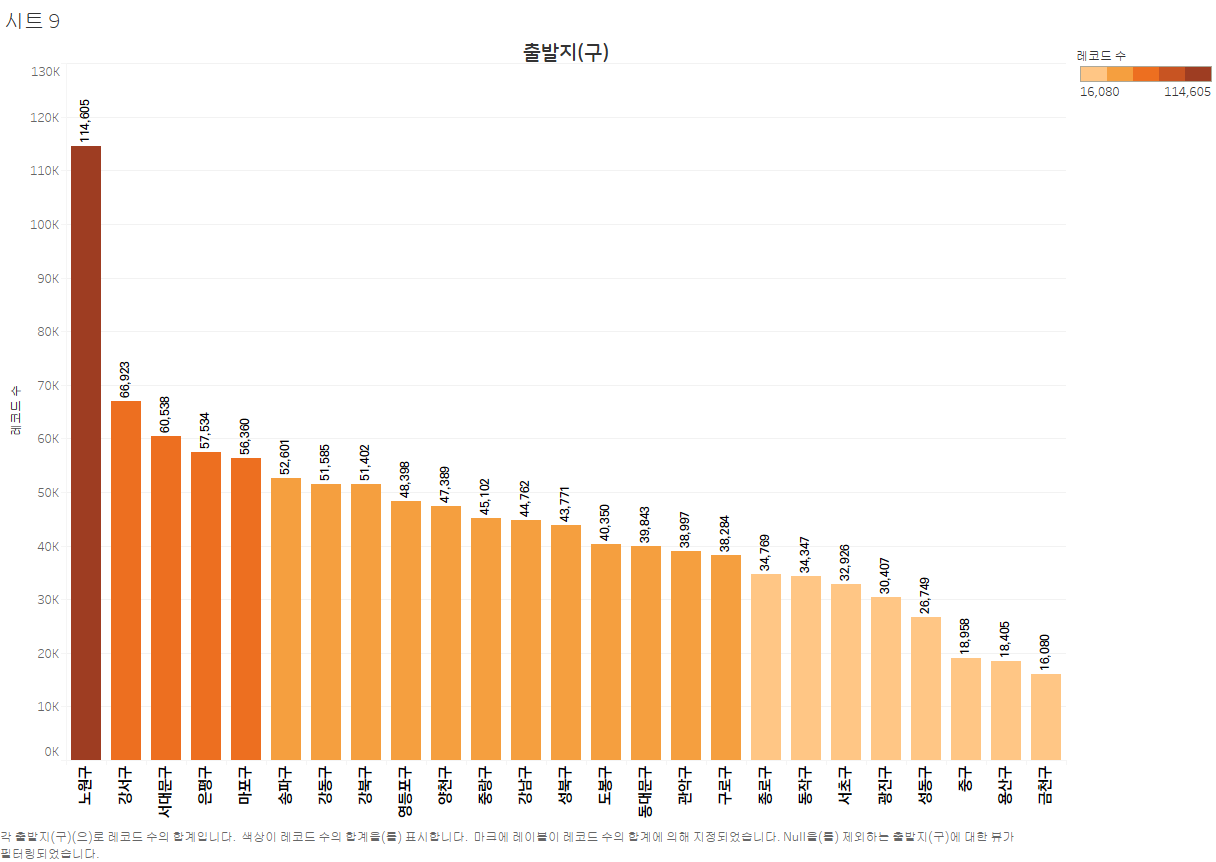 시트 9
출발지(구)
레코드 수
16,080 114,605
130K
120K
110K
100K
90K
80K
70K
60K
50K
40K
30K
20K
10K
0K
레코드 수
114,605
66,923
60,538
57,534
56,360
52,601
51,585
51,402
48,398
47,389
45,102
44,762
43,771
40,350
39,843
38,997
38,284
34,769
34,347
32,926
30,407
26,749
18,958
18,405
16,080
노원구
강서구
서대문구
은평구
마포구
송파구
강동구
강북구
영등포구
양천구
중랑구
강남구
성북구
도봉구
동대문구
관악구
구로구
종로구
동작구
서초구
광진구
성동구
중구
용산구
금천구
각 출발지(구)(으)로 레코드 수의 합계입니다. 색상이 레코드 수의 합계을(를) 표시합니다. 마크에 레이블이 레코드 수의 합계에 의해 지정되었습니다. Null을(를) 제외하는 출발지(구)에 대한 뷰가
필터링되었습니다.